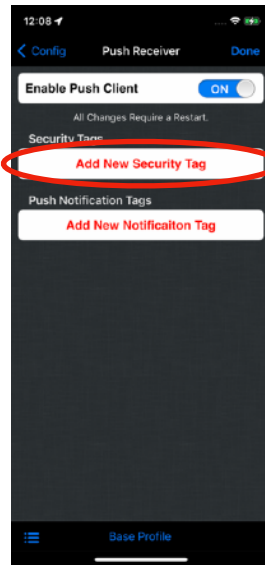 12:08
Config Push Receiver Done
Enable Push Client ON
All Changes Require a Restart.
Security Tags
Add New Security Tag
Push Notification Tags
Add New Notificaiton Tag
Base Profile